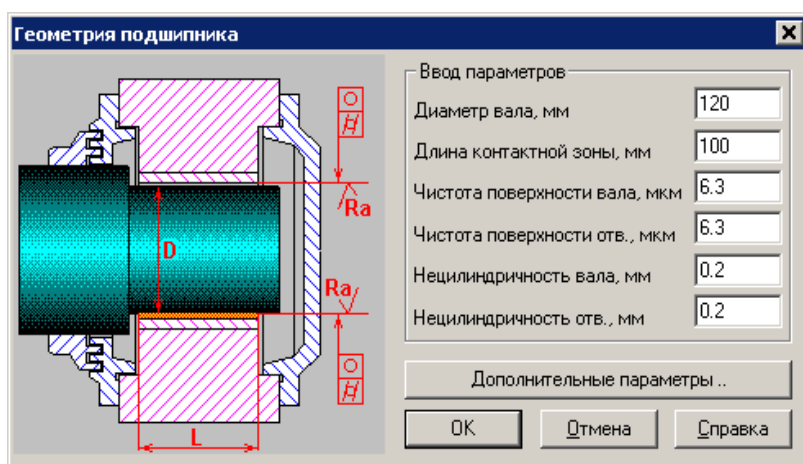 Геометрия подшипника
Ввод параметров
Диаметр вала, мм 120
Длина контактной зоны, мм 100
Чистота поверхности вала, мкм 6.3
Чистота поверхности отв., мкм 6.3
Нецилиндричность вала, мм 0.2
Нецилиндричность отв., мм 0.2
Дополнительные параметры ..
OK Отмена Справка
Ra
D
Ra
L